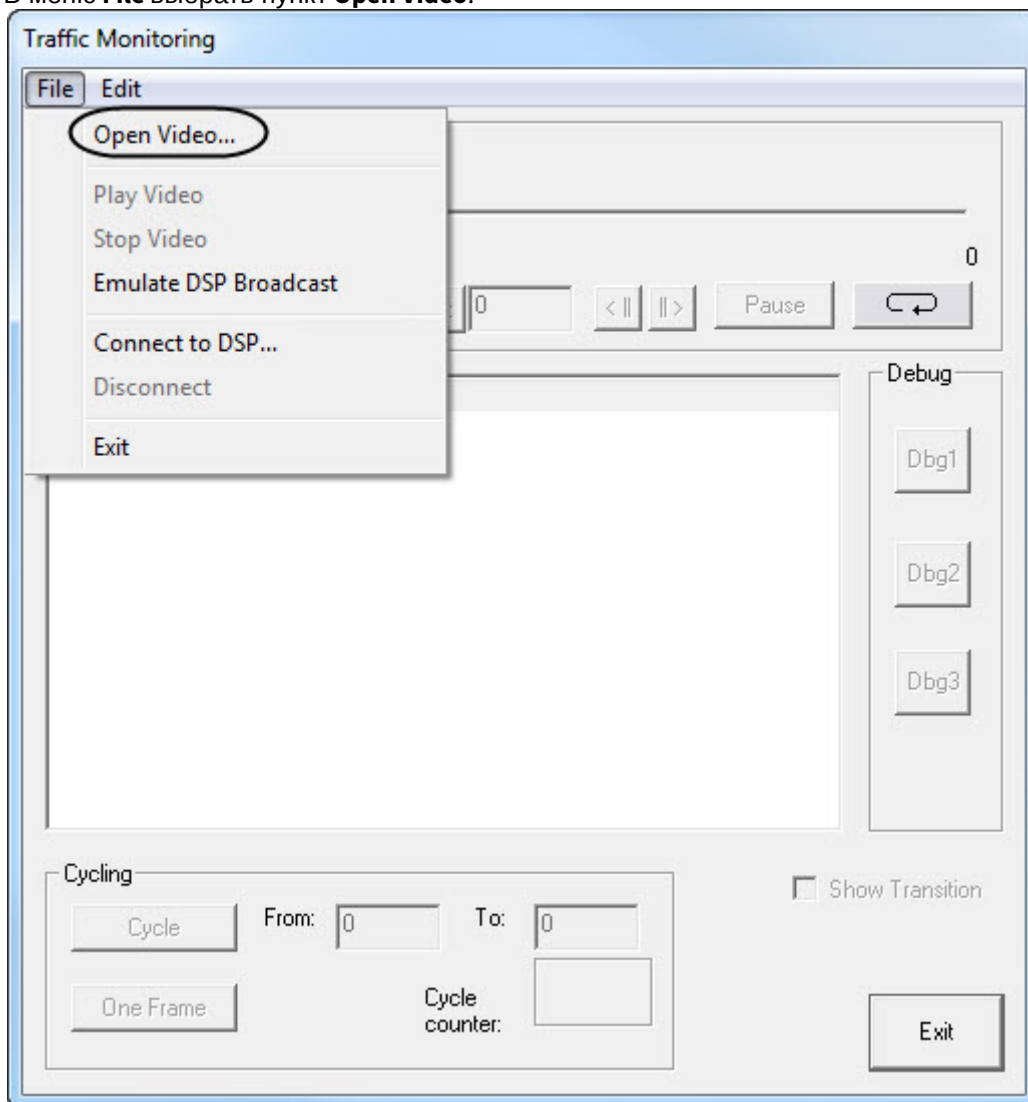 В меню File выбрать пункт Open Video.
Traffic Monitoring
File Edit
Open Video...
Play Video
Stop Video
Emulate DSP Broadcast
Connect to DSP...
Disconnect
Exit
0
0 < || || > Pause
Debug
Dbg1
Dbg2
Dbg3
Cycling
Show Transition
Cycle From: 0 To: 0
One Frame
Cycle
counter:
Exit